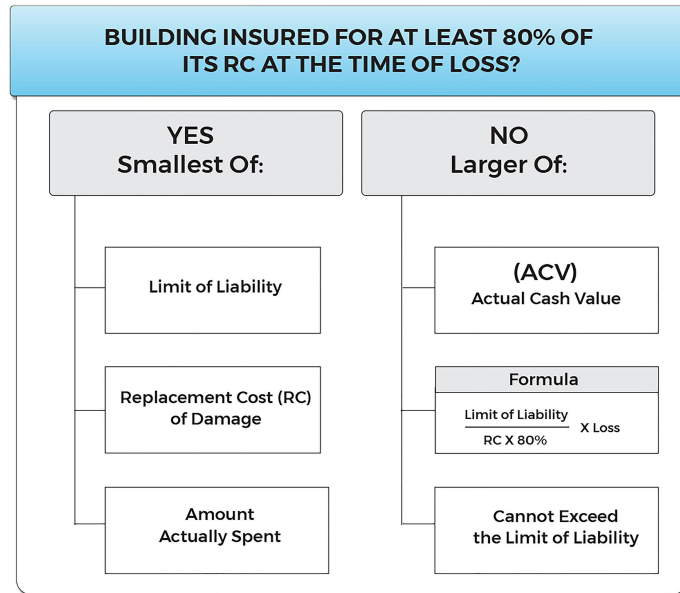 BUILDING INSURED FOR AT LEAST 80% OF
ITS RC AT THE TIME OF LOSS?
YES
Smallest Of:
Limit of Liability
Replacement Cost (RC)
of Damage
Amount
Actually Spent
NO
Larger Of:
(ACV)
Actual Cash Value
Formula
Limit of Liability
RC X 80%
X Loss
Cannot Exceed
the Limit of Liability